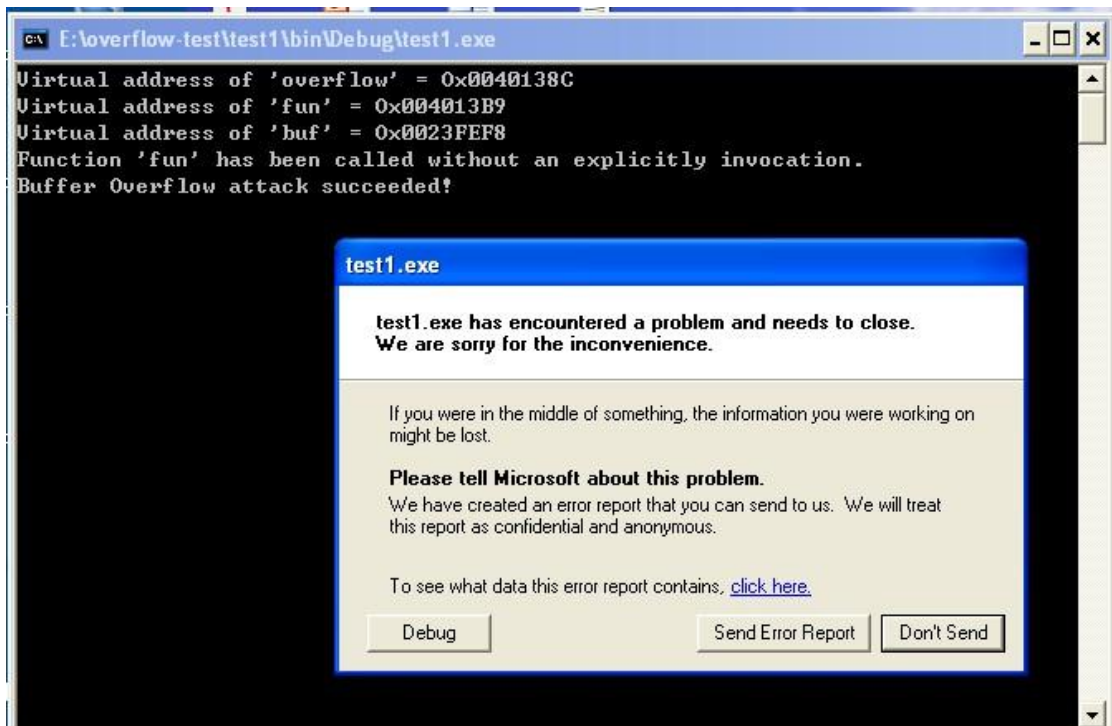 E:\overflow-test\test1\bin\Debug\test1.exe
Virtual address of 'overflow' = 0x0040138C
Virtual address of 'fun' = 0x004013B9
Virtual address of 'buf' = 0x0023FEF8
Function 'fun' has been called without an explicitly invocation.
Buffer Overflow attack succeeded!
test1.exe
test1.exe has encountered a problem and needs to close.
We are sorry for the inconvenience.
If you were in the middle of something, the information you were working on
might be lost.
Please tell Microsoft about this problem.
We have created an error report that you can send to us. We will treat
this report as confidential and anonymous.
To see what data this error report contains, click here.
Debug
Send Error Report
Don't Send